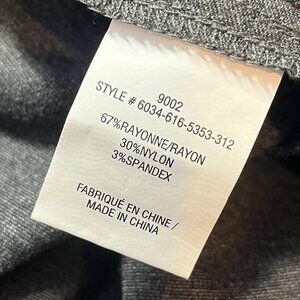 9002
STYLE # 6034-616-5353-312
67%RAYONNE/RAYON
30%NYLON
3%SPANDEX
FABRIQUÉ EN CHINE /
MADE IN CHINA